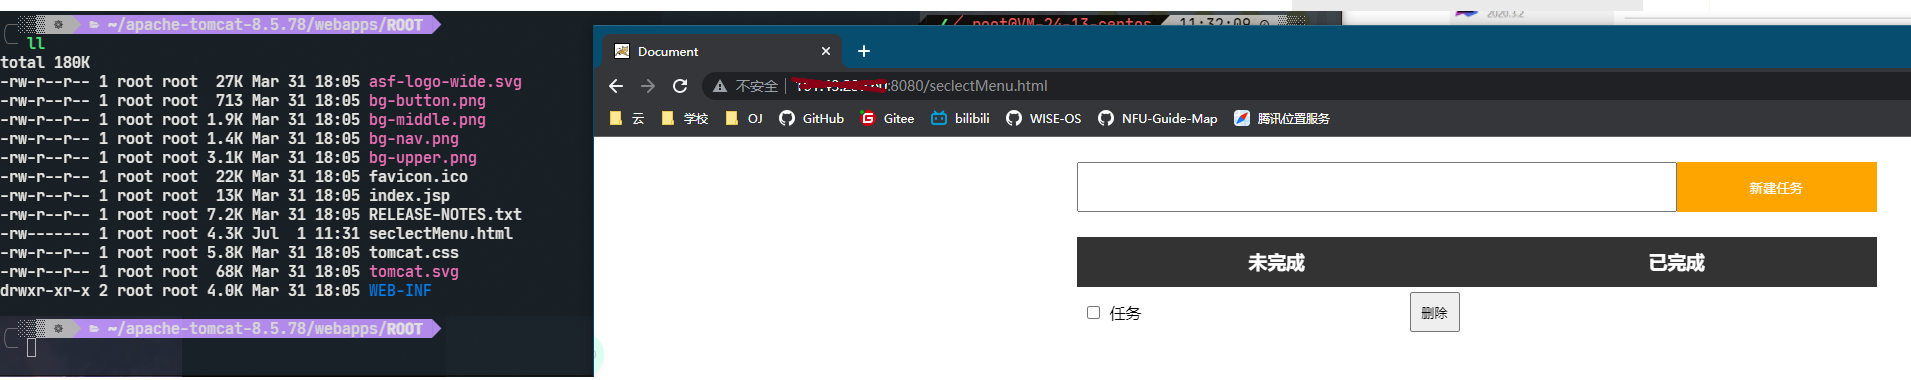 ~/apache-tomcat-8.5.78/webapps/ROOT
ll
total 180K
-rw-r--r-- 1 root root 27K Mar 31 18:05 asf-logo-wide.svg
-rw-r--r-- 1 root root 713 Mar 31 18:05 bg-button.png
-rw-r--r-- 1 root root 1.9K Mar 31 18:05 bg-middle.png
-rw-r--r-- 1 root root 1.4K Mar 31 18:05 bg-nav.png
-rw-r--r-- 1 root root 3.1K Mar 31 18:05 bg-upper.png
-rw-r--r-- 1 root root 22K Mar 31 18:05 favicon.ico
-rw-r--r-- 1 root root 13K Mar 31 18:05 index.jsp
-rw-r--r-- 1 root root 7.2K Mar 31 18:05 RELEASE-NOTES.txt
-rw------- 1 root root 4.3K Jul 1 11:31 seclectMenu.html
-rw-r--r-- 1 root root 5.8K Mar 31 18:05 tomcat.css
-rw-r--r-- 1 root root 68K Mar 31 18:05 tomcat.svg
drwxr-xr-x 2 root root 4.0K Mar 31 18:05 WEB-INF
~/apache-tomcat-8.5.78/webapps/ROOT
root@VM-24-13-centos 11:32:09
2020.3.2
Document
不安全 | :8080/seclectMenu.html
云 学校 OJ GitHub Gitee bilibili WISE-OS NFU-Guide-Map 腾讯位置服务
新建任务
未完成 已完成
任务 删除